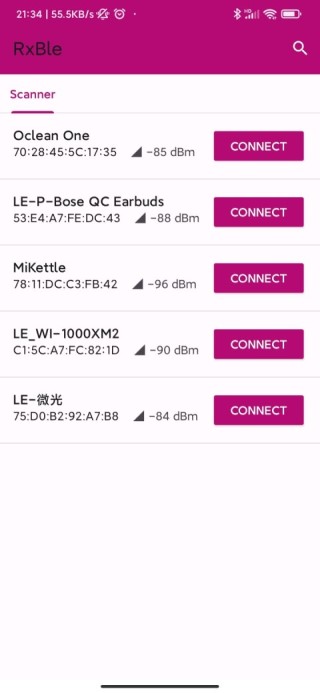 21:34 | 55.5KB/s
RxBle
Scanner
Oclean One
70:28:45:5C:17:35 -85 dBm
CONNECT
LE-P-Bose QC Earbuds
53:E4:A7:FE:DC:43 -88 dBm
CONNECT
MiKettle
78:11:DC:C3:FB:42 -96 dBm
CONNECT
LE_WI-1000XM2
C1:5C:A7:FC:82:1D -90 dBm
CONNECT
LE-微光
75:D0:B2:92:A7:B8 -84 dBm
CONNECT